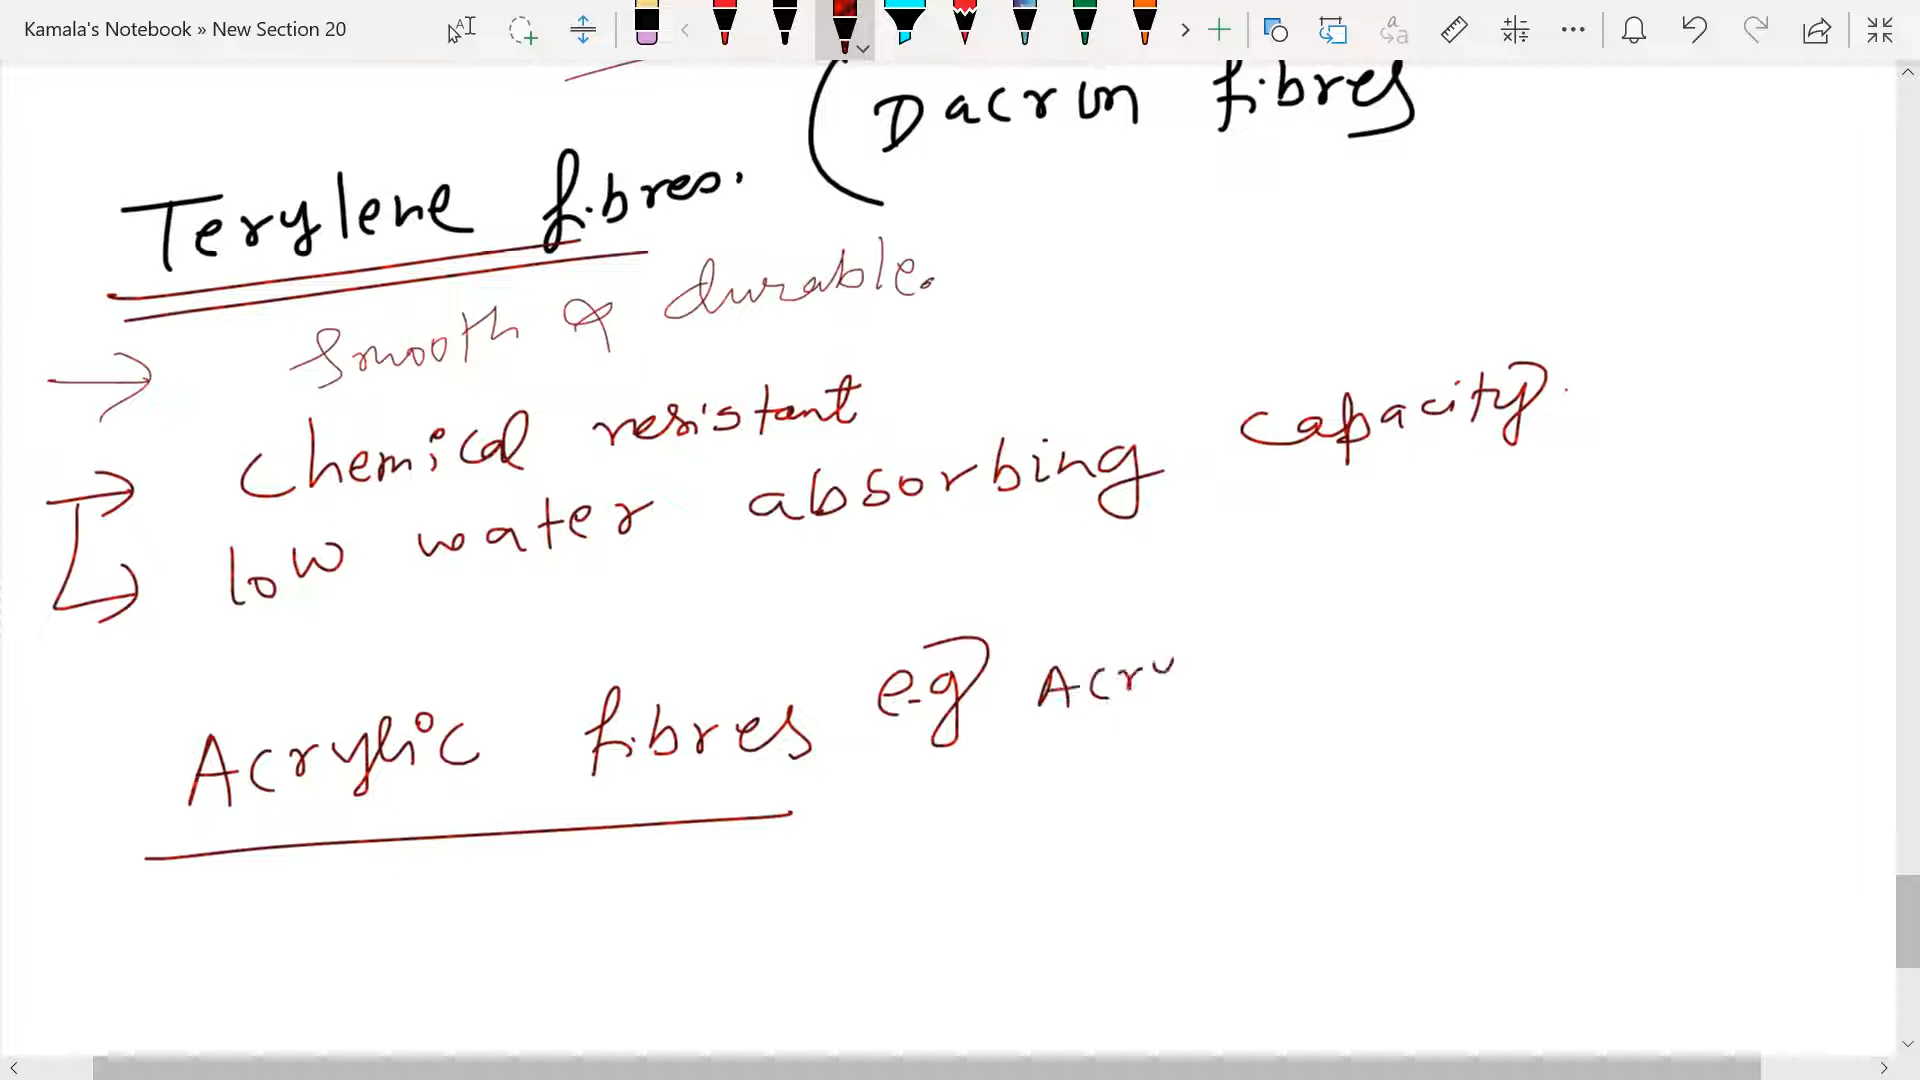 Kamala's Notebook » New Section 20
(Dacron fibres
Terylene fibres.
→ Smooth & durable.
→ Chemical resistant
→ low water absorbing capacity.
Acrylic fibres e.g Acry